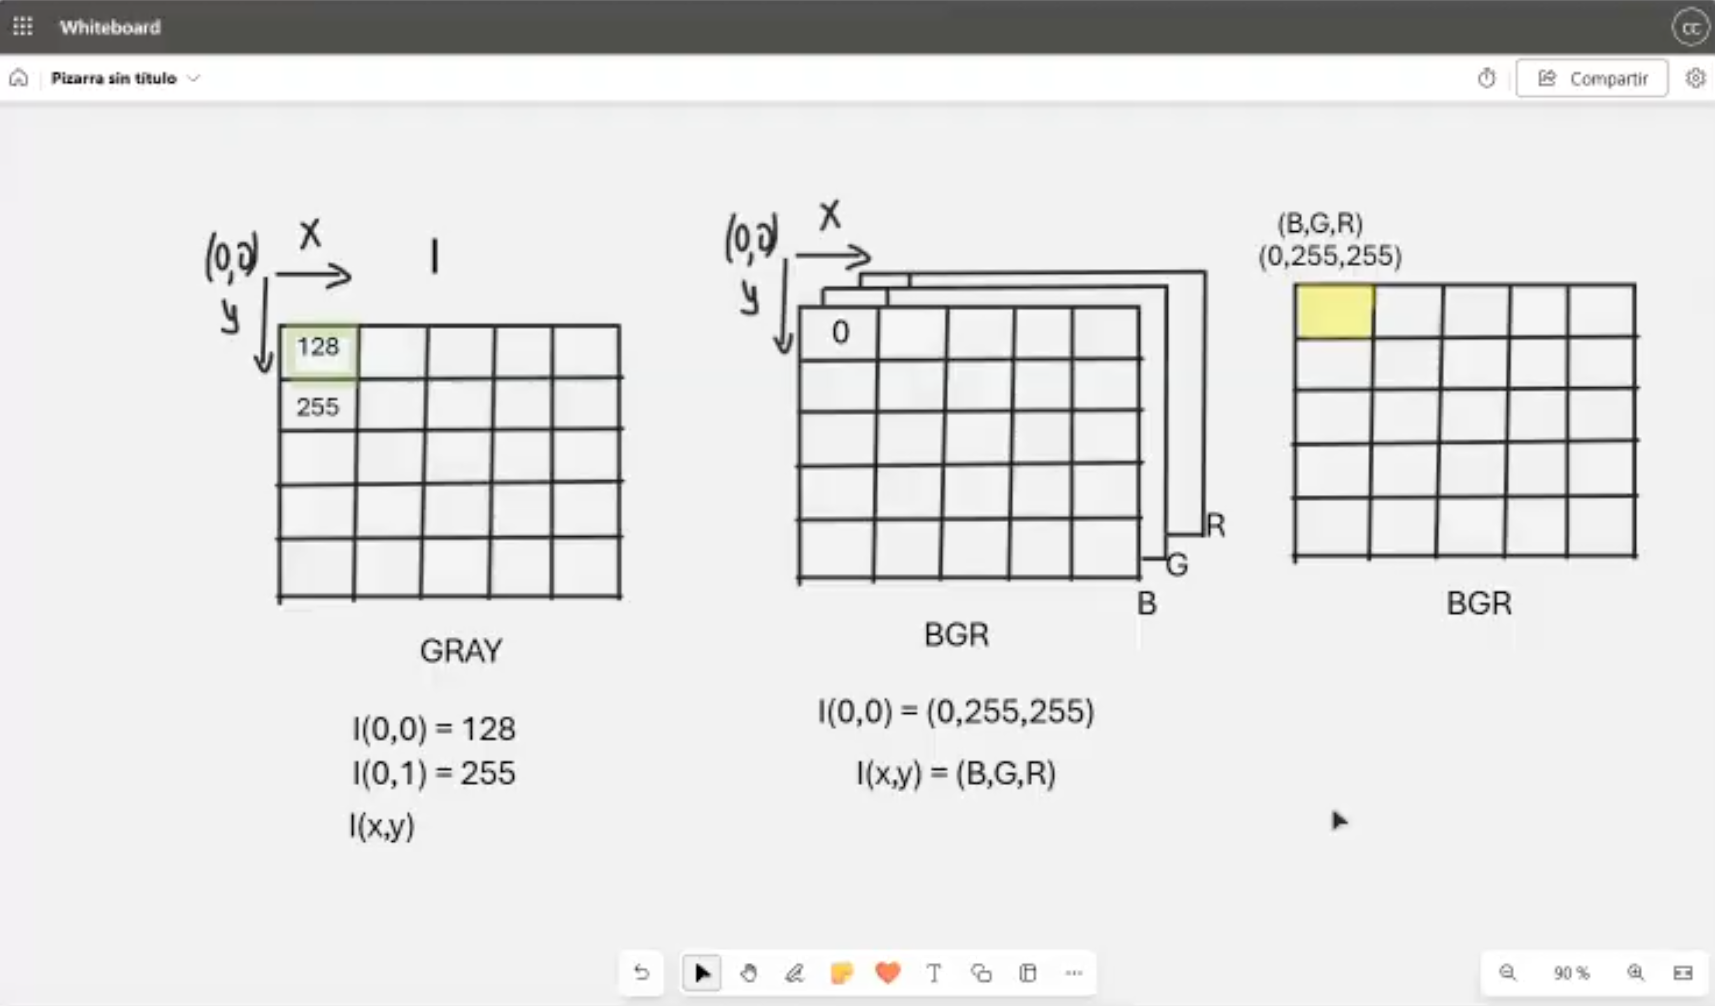 Whiteboard
CC
Pizarra sin título
Compartir
(0,0)
X
y
I
128
255
GRAY
I(0,0) = 128
I(0,1) = 255
I(x,y)
(0,0)
X
y
0
R
G
B
BGR
I(0,0) = (0,255,255)
I(x,y) = (B,G,R)
(B,G,R)
(0,255,255)
BGR
T
90 %